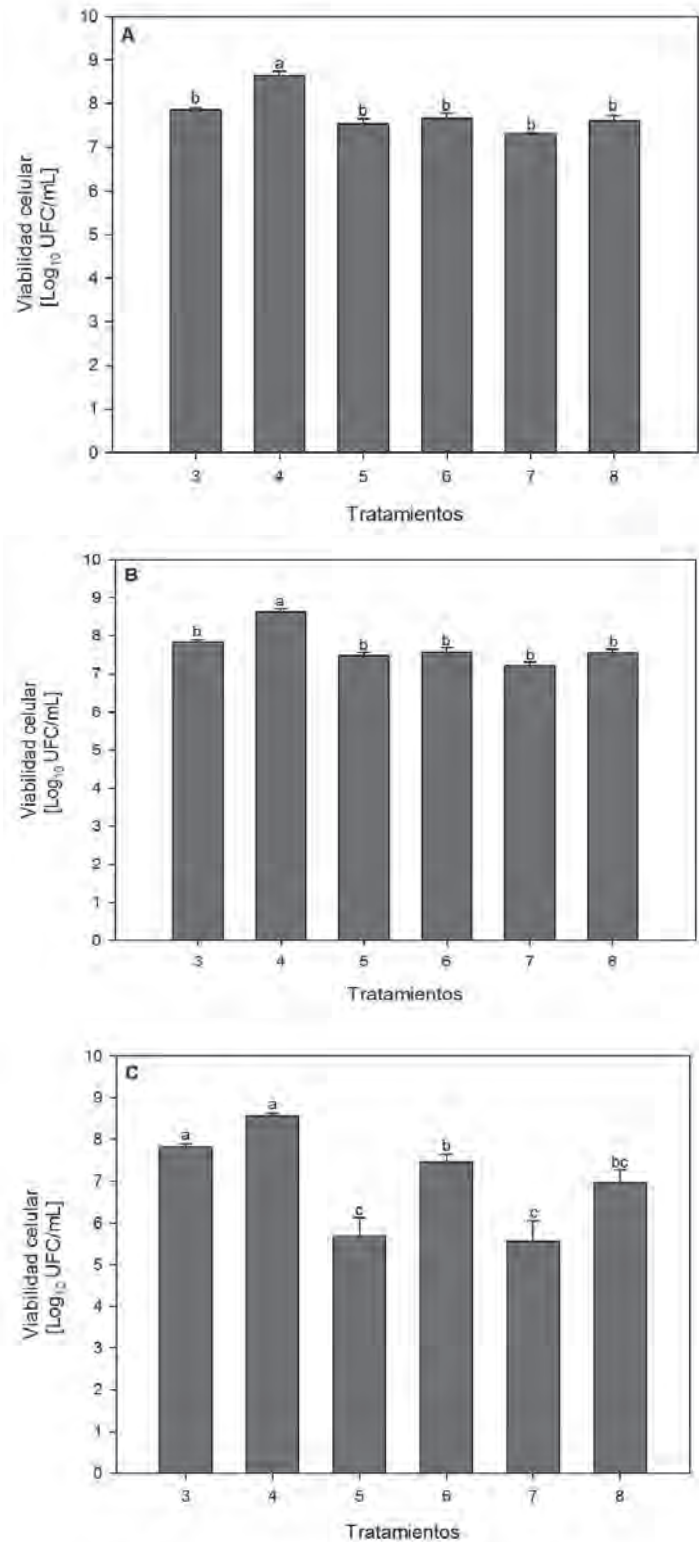 A
10
9
8
7
6
5
4
3
2
1
0
b
a
b
b
b
b
Viabilidad celular
[Log10 UFC/mL]
3 4 5 6 7 8
Tratamientos
B
10
9
8
7
6
5
4
3
2
1
0
b
a
b
b
b
b
Viabilidad celular
[Log10 UFC/mL]
3 4 5 6 7 8
Tratamientos
C
10
9
8
7
6
5
4
3
2
1
0
a
a
c
b
c
bc
Viabilidad celular
[Log10 UFC/mL]
3 4 5 6 7 8
Tratamientos